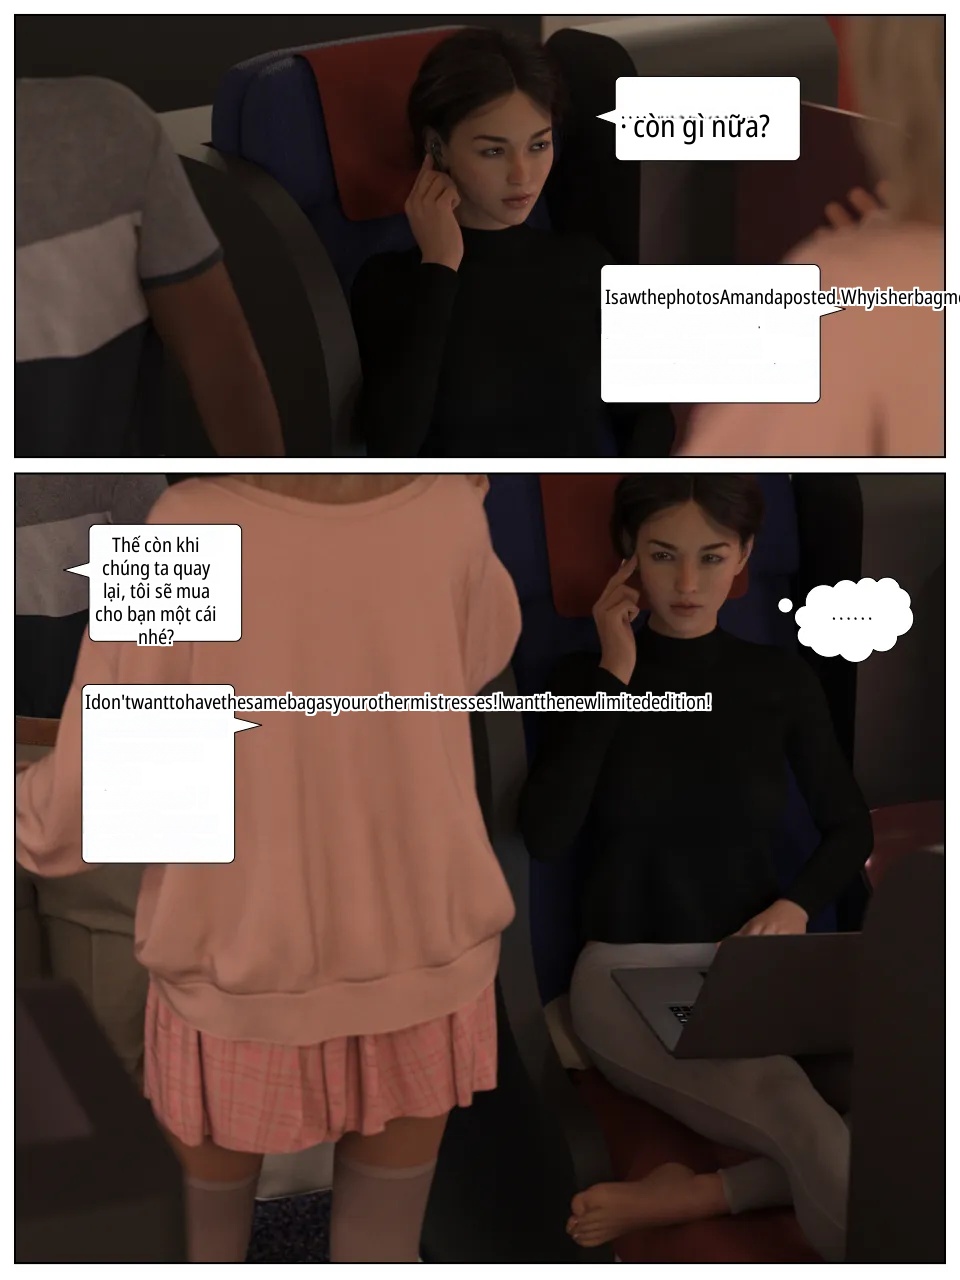 · còn gì nữa?
IsawthephotosAmandaposted.Whyisherbagm
Thế còn khi
chúng ta quay
lại, tôi sẽ mua
cho bạn một cái
nhé?
......
Idon'twanttohavethesamebagasyourothermistresses!Iwantthenewlimitededition!